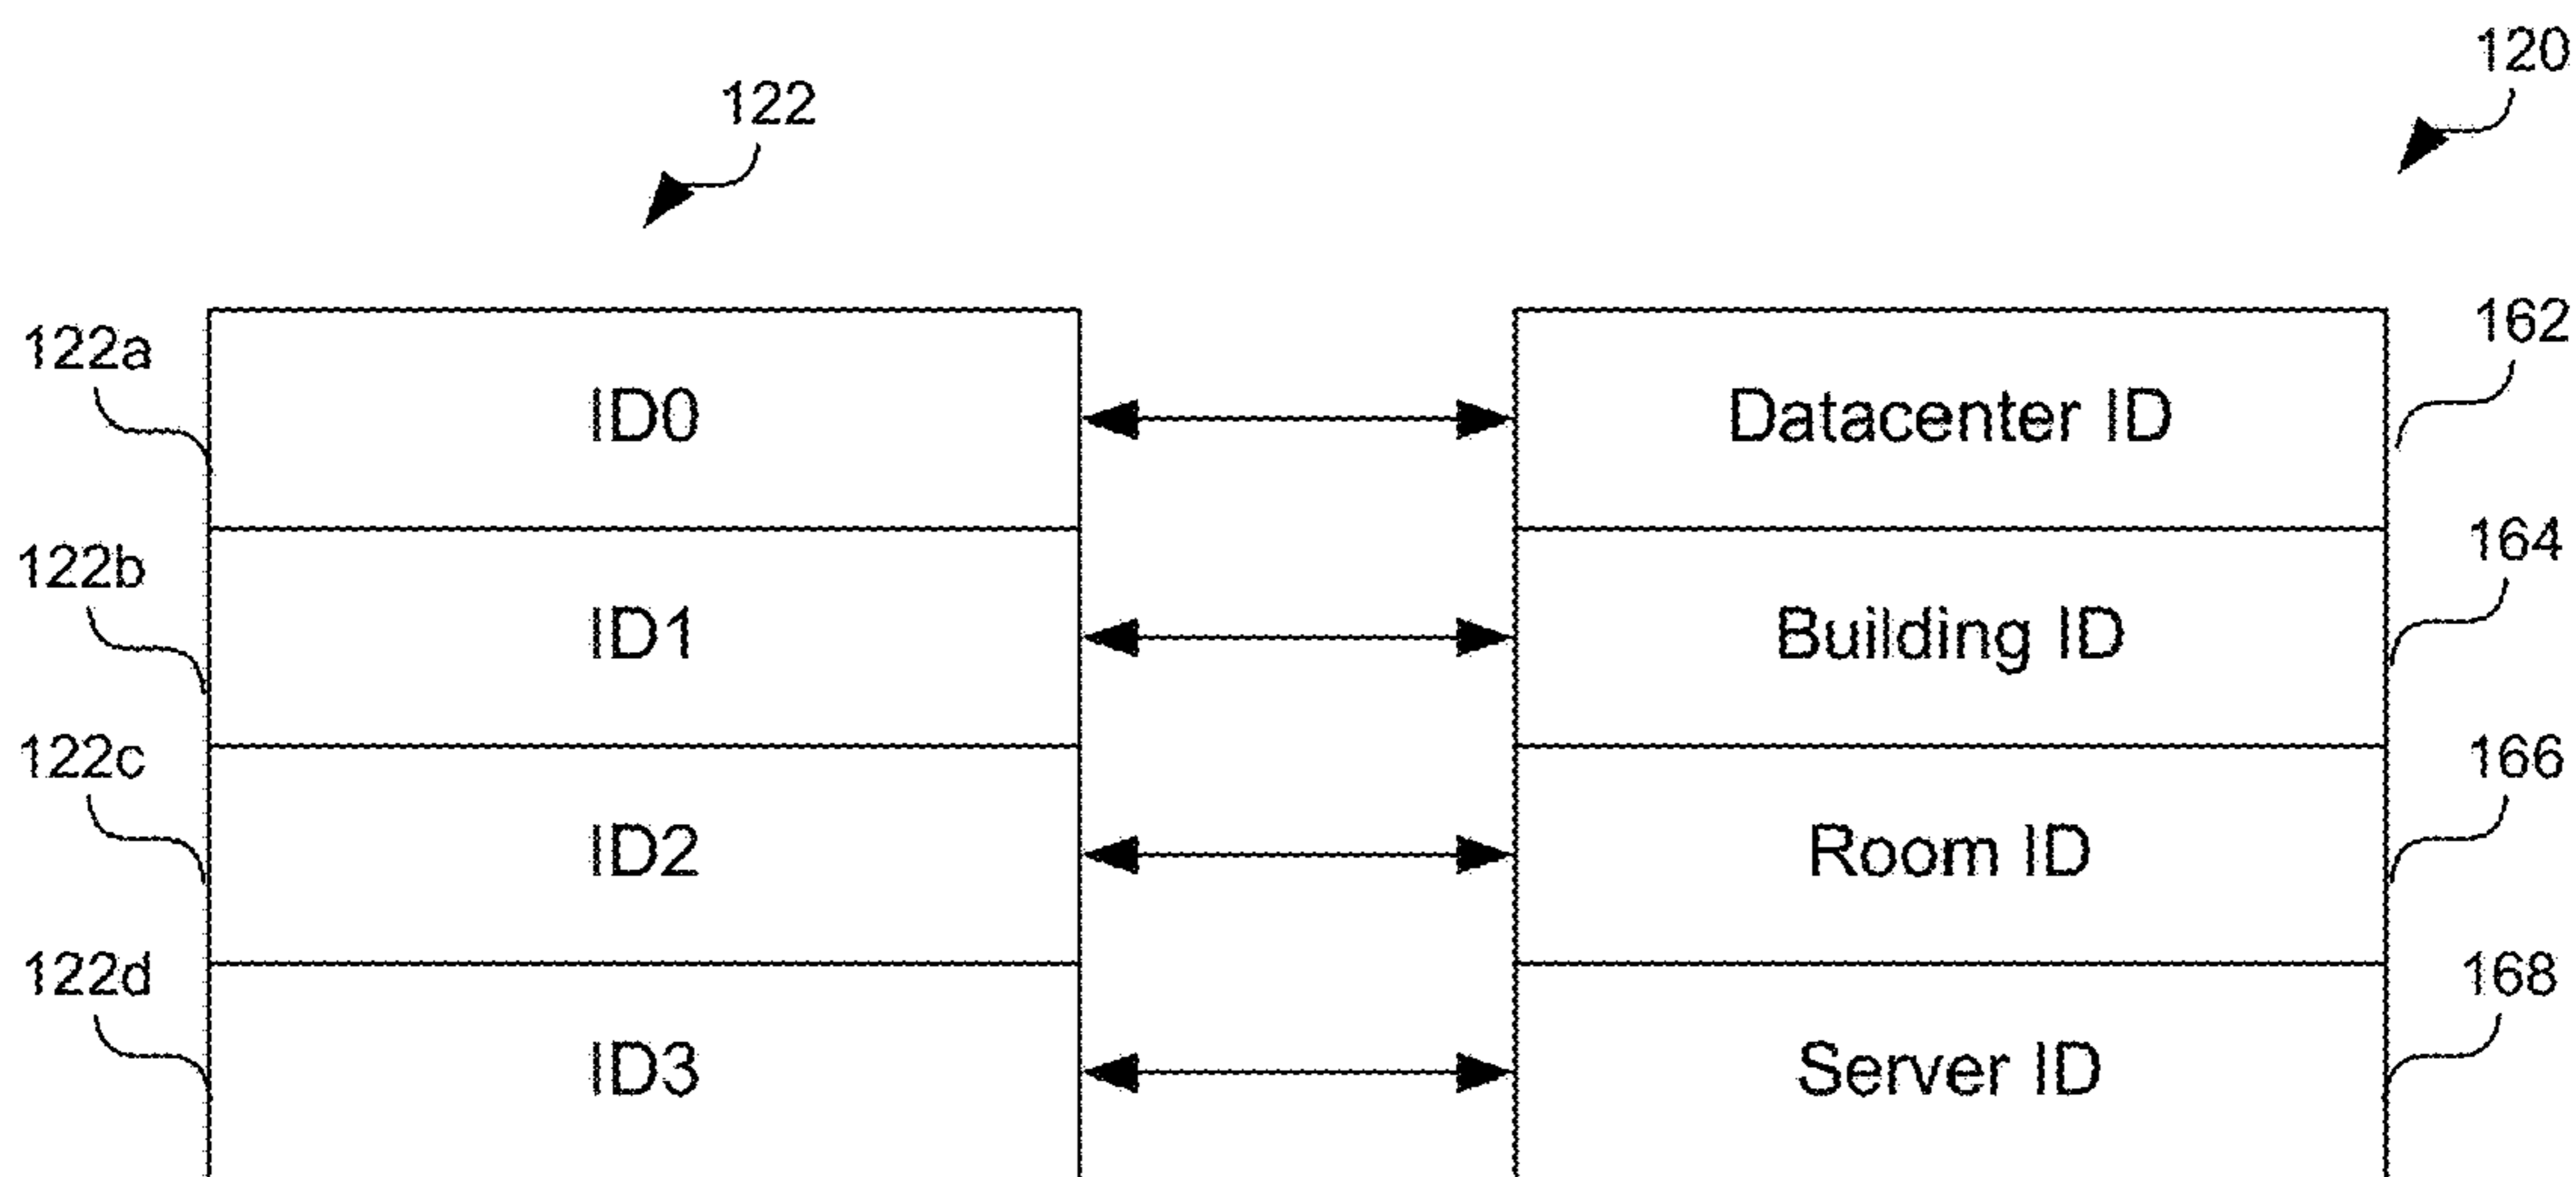 120
122
122a
ID0
Datacenter ID
162
122b
ID1
Building ID
164
122c
ID2
Room ID
166
122d
ID3
Server ID
168